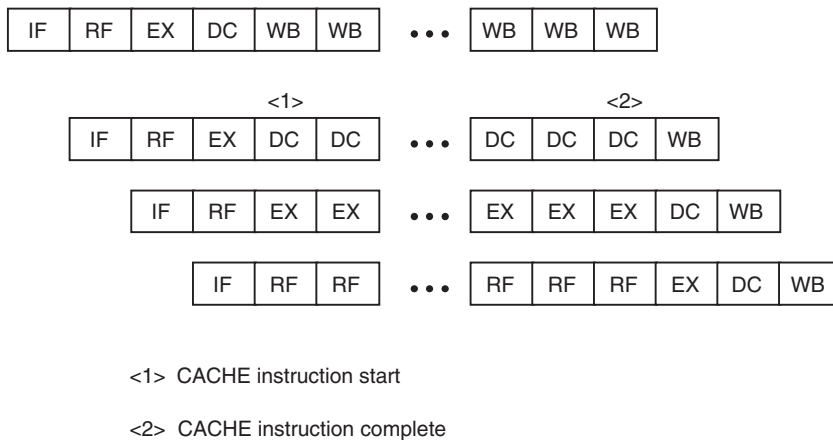 IF RF EX DC WB WB ••• WB WB WB
<1> <2>
IF RF EX DC DC ••• DC DC DC WB
IF RF EX EX ••• EX EX EX DC WB
IF RF RF ••• RF RF RF EX DC WB
<1> CACHE instruction start
<2> CACHE instruction complete